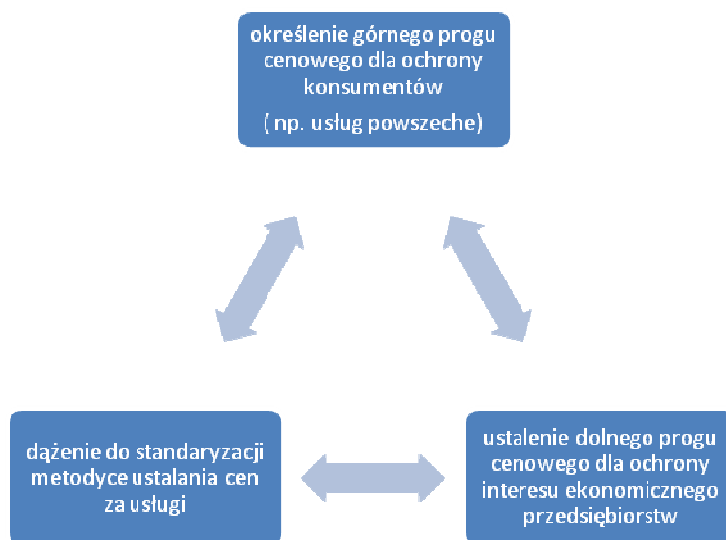 określenie górnego progu
cenowego dla ochrony
konsumentów
( np. usług powszeche)
dążenie do standaryzacji
metodyce ustalania cen
za usługi
ustalenie dolnego progu
cenowego dla ochrony
interesu ekonomicznego
przedsiębiorstw